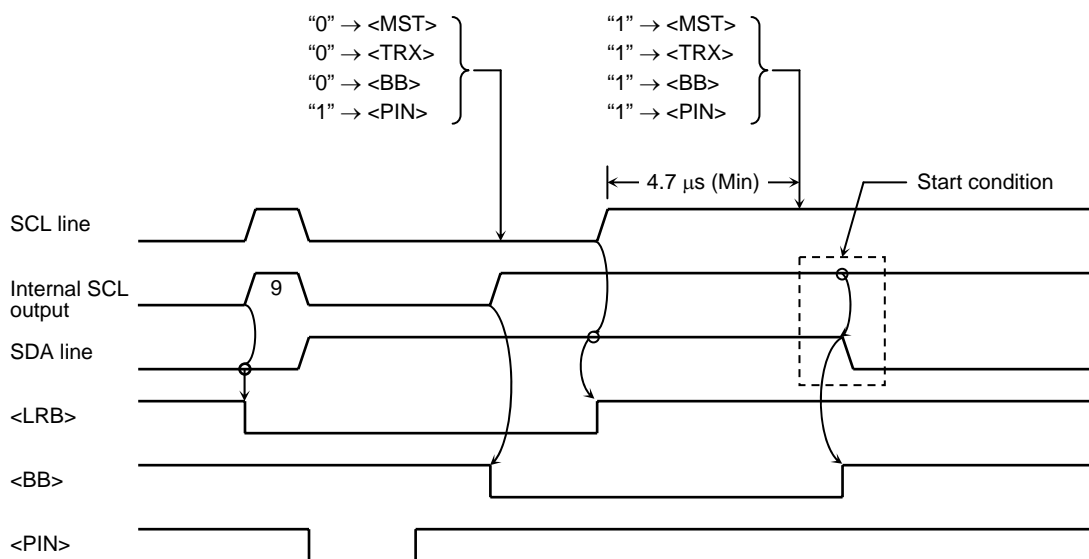 “0” → <MST>
“0” → <TRX>
“0” → <BB>
“1” → <PIN>
“1” → <MST>
“1” → <TRX>
“1” → <BB>
“1” → <PIN>
4.7 μs (Min)
Start condition
SCL line
Internal SCL
output
9
SDA line
<LRB>
<BB>
<PIN>